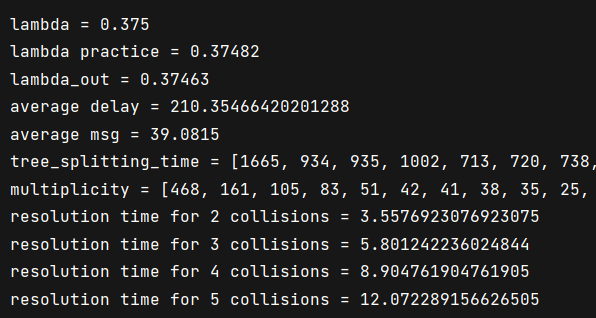 lambda = 0.375
lambda practice = 0.37482
lambda_out = 0.37463
average delay = 210.35466420201288
average msg = 39.0815
tree_splitting_time = [1665, 934, 935, 1002, 713, 720, 738,
multiplicity = [468, 161, 105, 83, 51, 42, 41, 38, 35, 25,
resolution time for 2 collisions = 3.5576923076923075
resolution time for 3 collisions = 5.801242236024844
resolution time for 4 collisions = 8.904761904761905
resolution time for 5 collisions = 12.072289156626505